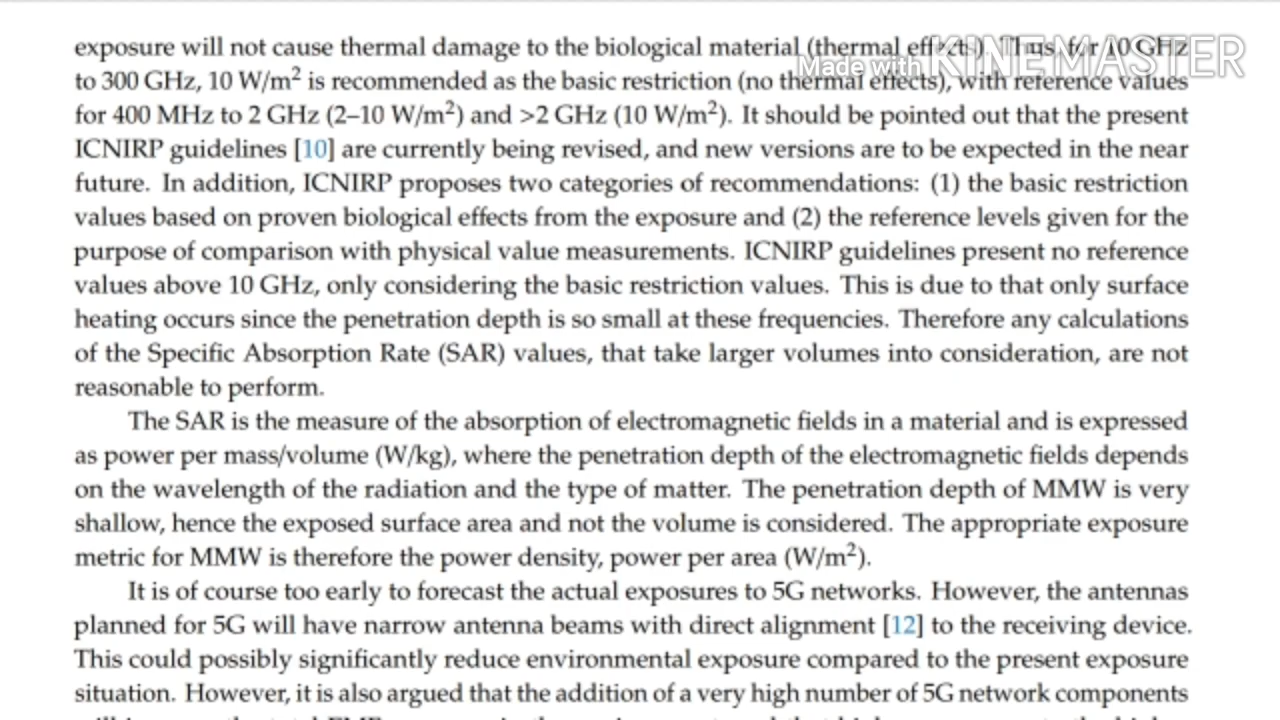 exposure will not cause thermal damage to the biological material (thermal effects). Thus, for 10 GHz
Made with KINEMASTER
to 300 GHz, 10 W/m² is recommended as the basic restriction (no thermal effects), with reference values
for 400 MHz to 2 GHz (2–10 W/m²) and >2 GHz (10 W/m²). It should be pointed out that the present
ICNIRP guidelines [10] are currently being revised, and new versions are to be expected in the near
future. In addition, ICNIRP proposes two categories of recommendations: (1) the basic restriction
values based on proven biological effects from the exposure and (2) the reference levels given for the
purpose of comparison with physical value measurements. ICNIRP guidelines present no reference
values above 10 GHz, only considering the basic restriction values. This is due to that only surface
heating occurs since the penetration depth is so small at these frequencies. Therefore any calculations
of the Specific Absorption Rate (SAR) values, that take larger volumes into consideration, are not
reasonable to perform.
The SAR is the measure of the absorption of electromagnetic fields in a material and is expressed
as power per mass/volume (W/kg), where the penetration depth of the electromagnetic fields depends
on the wavelength of the radiation and the type of matter. The penetration depth of MMW is very
shallow, hence the exposed surface area and not the volume is considered. The appropriate exposure
metric for MMW is therefore the power density, power per area (W/m²).
It is of course too early to forecast the actual exposures to 5G networks. However, the antennas
planned for 5G will have narrow antenna beams with direct alignment [12] to the receiving device.
This could possibly significantly reduce environmental exposure compared to the present exposure
situation. However, it is also argued that the addition of a very high number of 5G network components